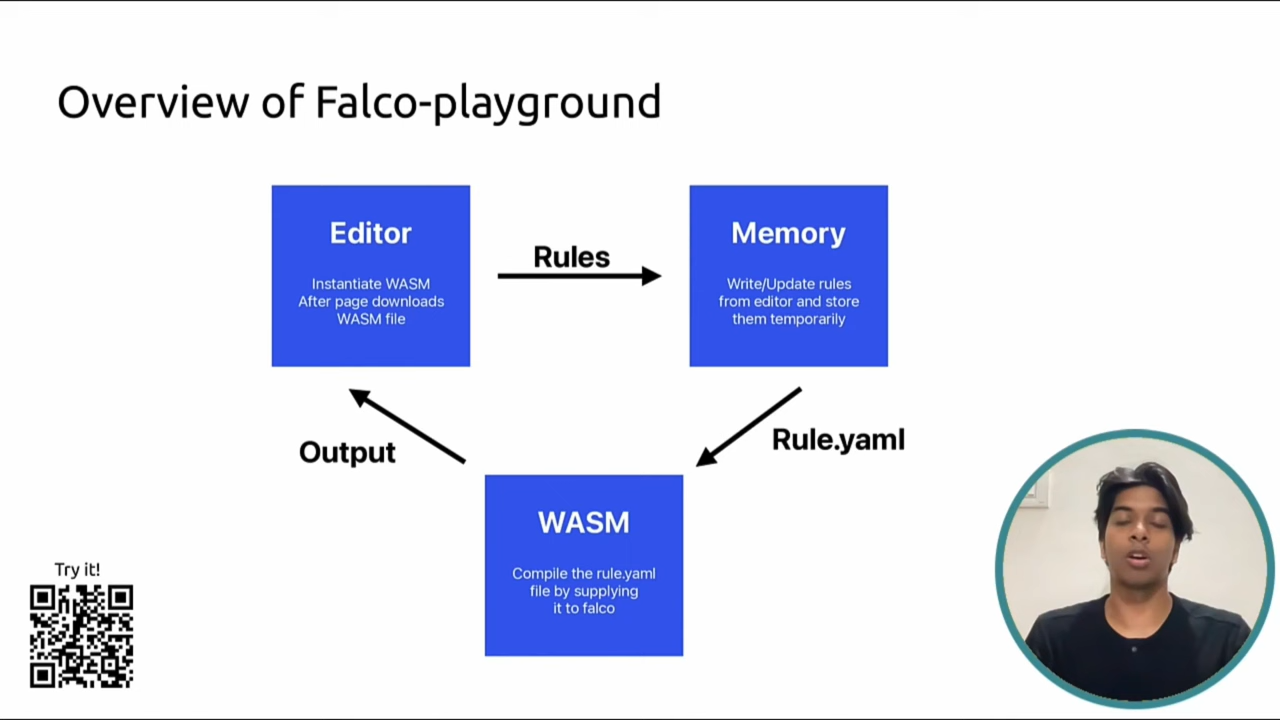 Overview of Falco-playground
Editor
Instantiate WASM
After page downloads
WASM file
Rules
Memory
Write/Update rules
from editor and store
them temporarily
Output
Rule.yaml
WASM
Compile the rule.yaml
file by supplying
it to falco
Try it!